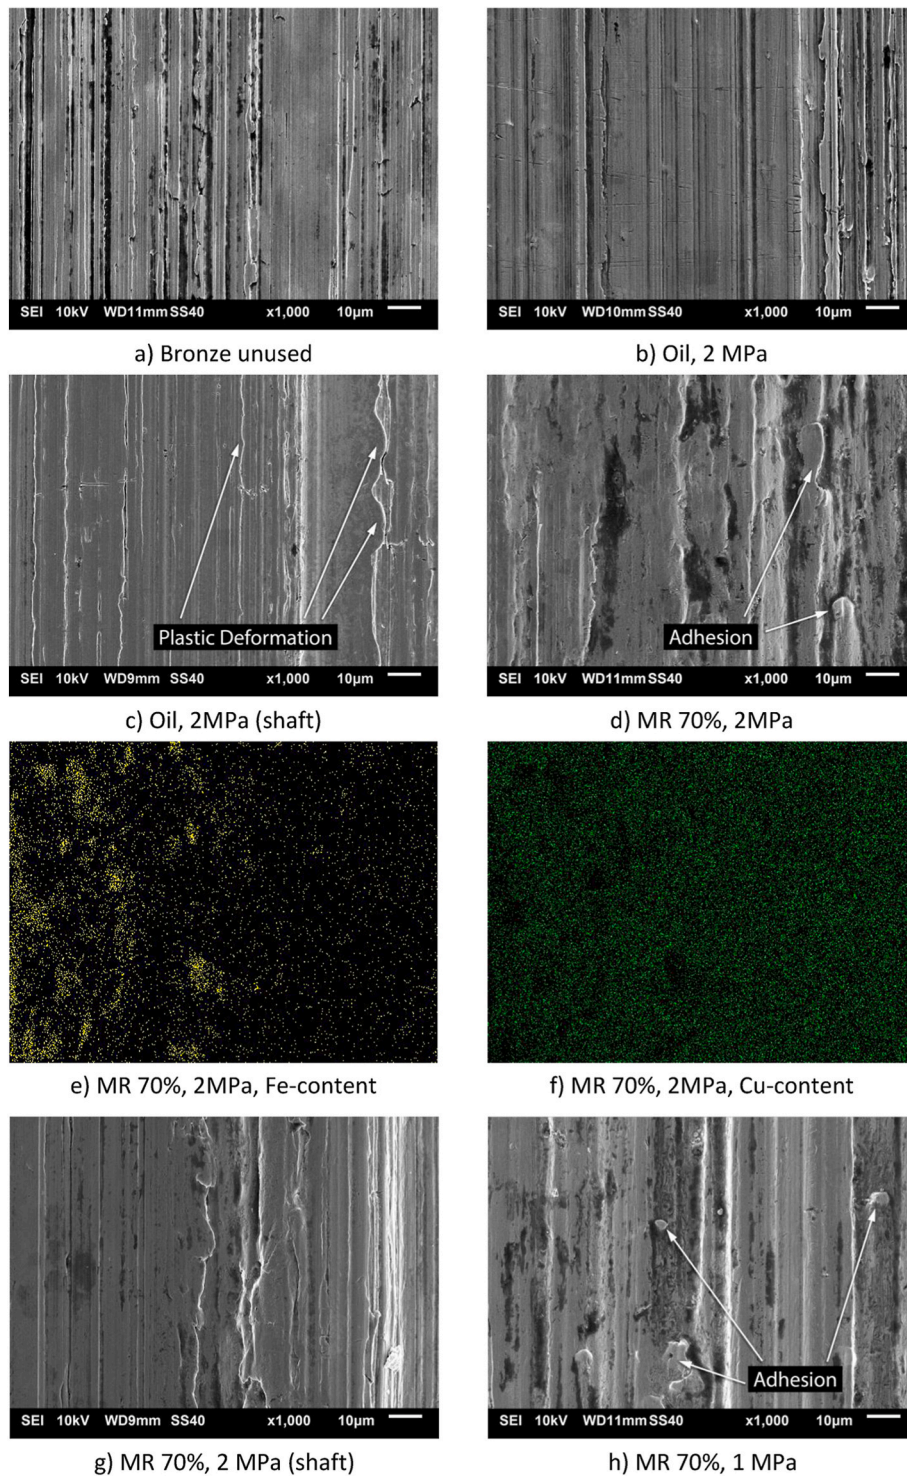 SEI 10kV WD11mm SS40 x1,000 10µm
SEI 10kV WD10mm SS40 x1,000 10µm
a) Bronze unused
b) Oil, 2 MPa
Plastic Deformation
SEI 10kV WD9mm SS40 x1,000 10µm
Adhesion
SEI 10kV WD11mm SS40 x1,000 10µm
c) Oil, 2MPa (shaft)
d) MR 70%, 2MPa
e) MR 70%, 2MPa, Fe-content
f) MR 70%, 2MPa, Cu-content
SEI 10kV WD9mm SS40 x1,000 10µm
Adhesion
SEI 10kV WD11mm SS40 x1,000 10µm
g) MR 70%, 2 MPa (shaft)
h) MR 70%, 1 MPa